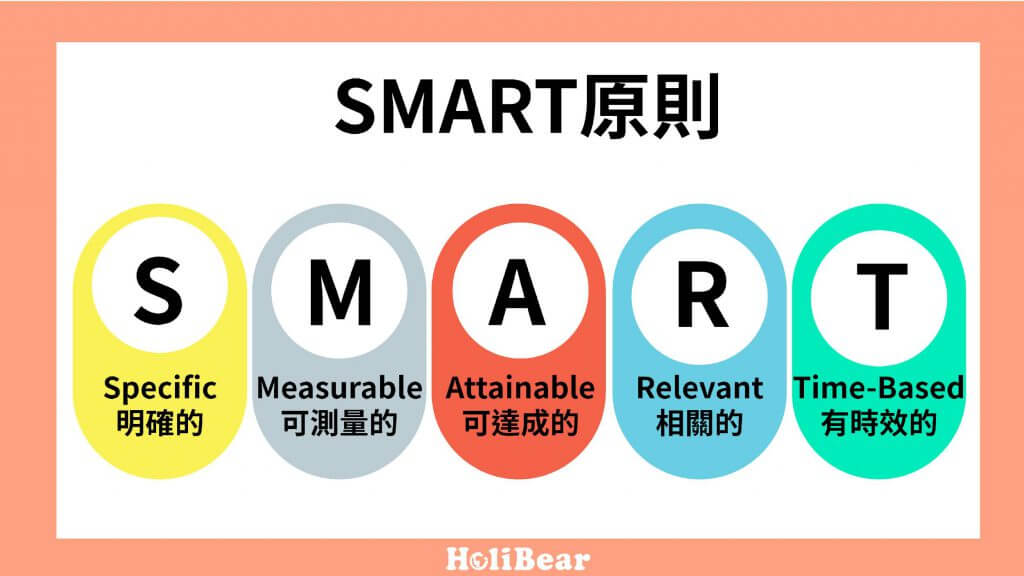 SMART原則
S
Specific
明確的
M
Measurable
可測量的
A
Attainable
可達成的
R
Relevant
相關的
T
Time-Based
有時效的
HoliBear